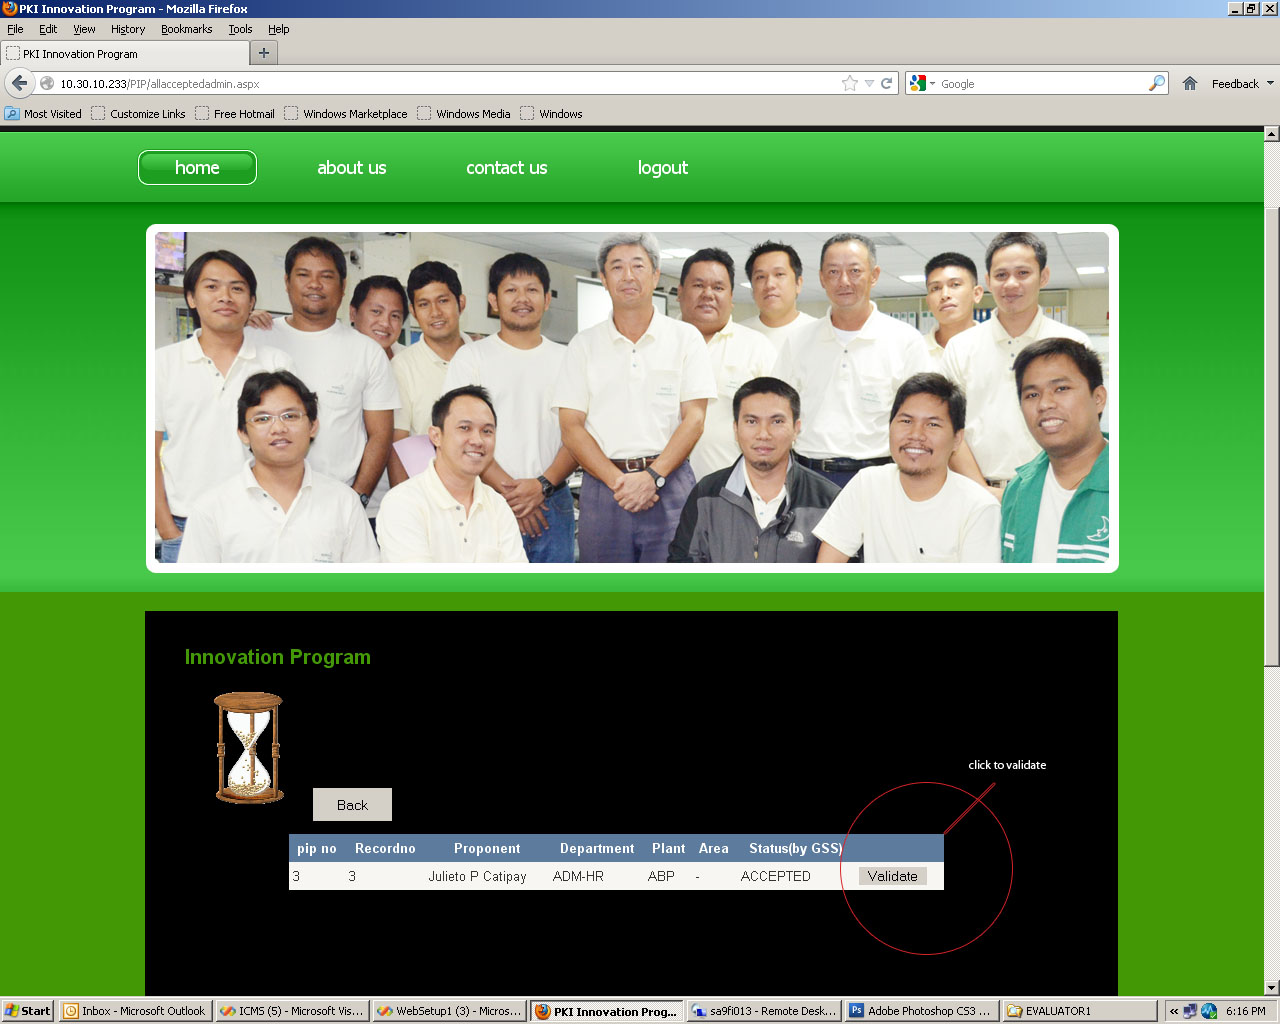 PKI Innovation Program - Mozilla Firefox
File Edit View History Bookmarks Tools Help
PKI Innovation Program
10.30.10.233/PIP/allacceptedadmin.aspx Google Feedback
Most Visited Customize Links Free Hotmail Windows Marketplace Windows Media Windows
home about us contact us logout
Innovation Program
click to validate
Back
pip no Recordno Proponent Department Plant Area Status(by GSS)
3 3 Julieto P Catipay ADM-HR ABP - ACCEPTED Validate
Start Inbox - Microsoft Outlook ICMS (5) - Microsoft Vis... WebSetup1 (3) - Micros... PKI Innovation Prog... sa9fi013 - Remote Desk... Ps Adobe Photoshop CS3 ... EVALUATOR1 « 6:16 PM